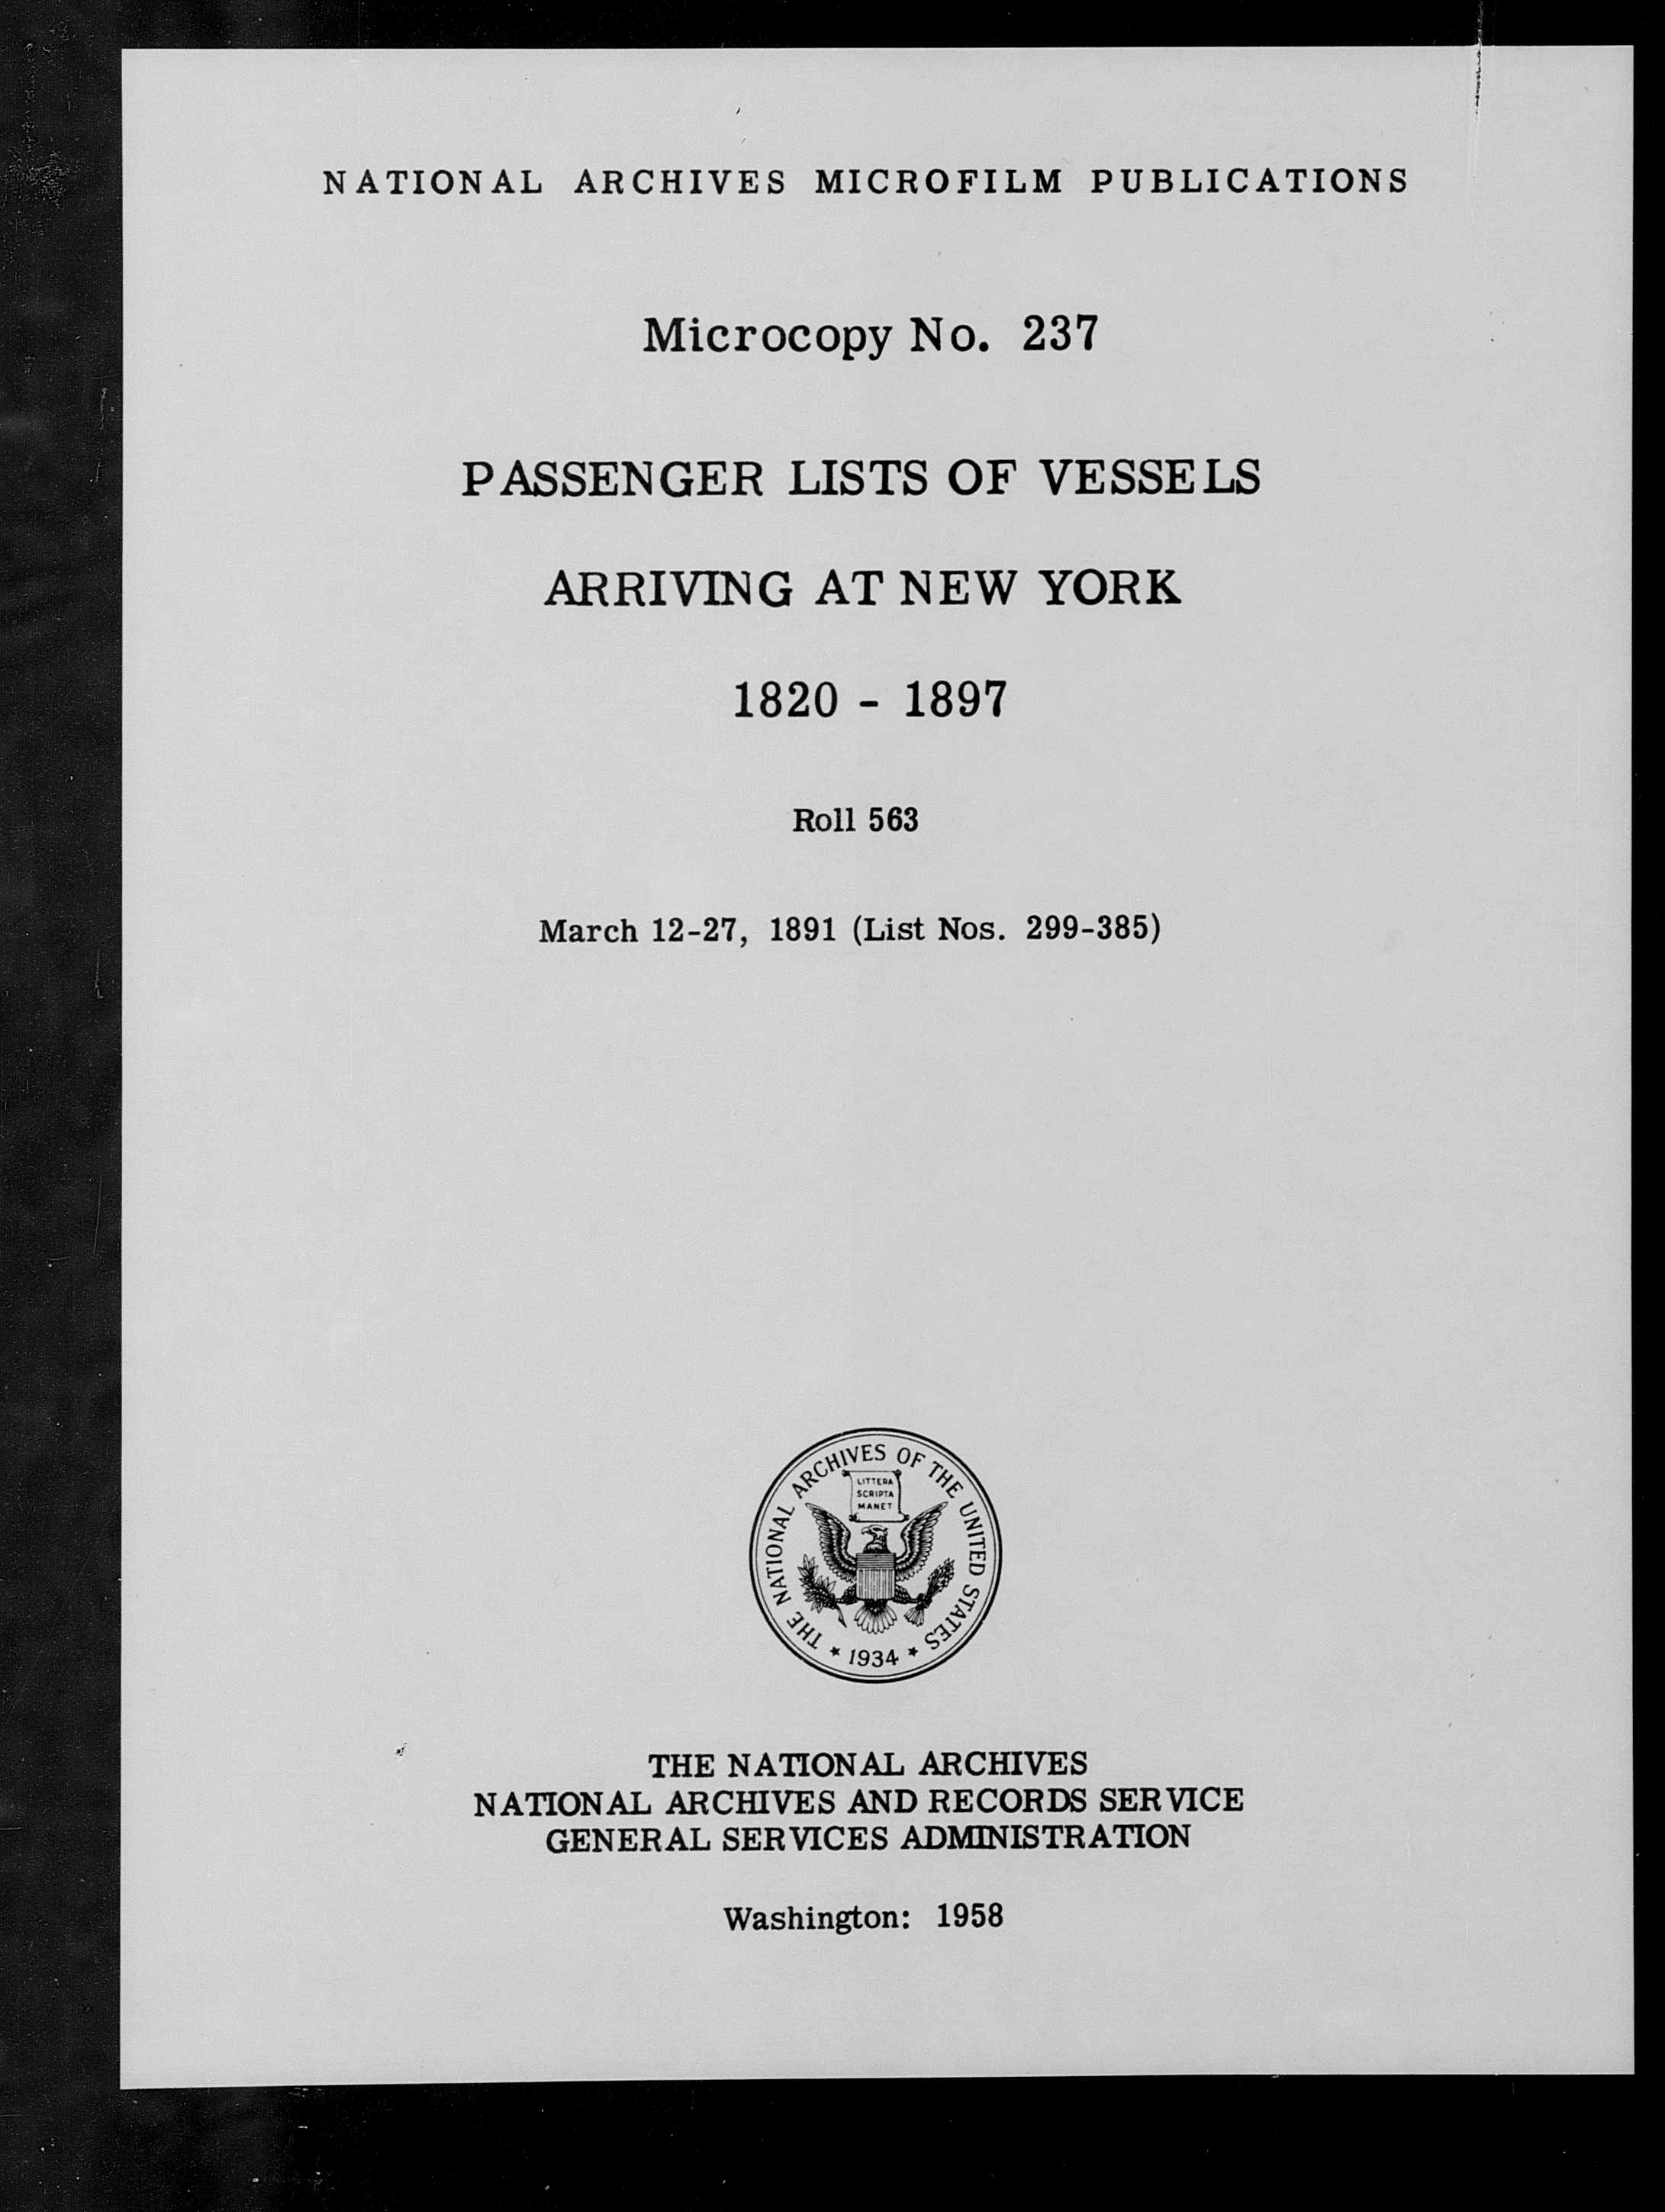 NATIONAL ARCHIVES MICROFILM PUBLICATIONS
Microcopy No. 237
PASSENGER LISTS OF VESSELS
ARRIVING AT NEW YORK
1820 - 1897
Roll 563
March 12-27, 1891 (List Nos. 299-385)
THE NATIONAL ARCHIVES OF THE UNITED STATES
LITTERA
SCRIPTA
MANET
★ 1934 ★
THE NATIONAL ARCHIVES
NATIONAL ARCHIVES AND RECORDS SERVICE
GENERAL SERVICES ADMINISTRATION
Washington: 1958